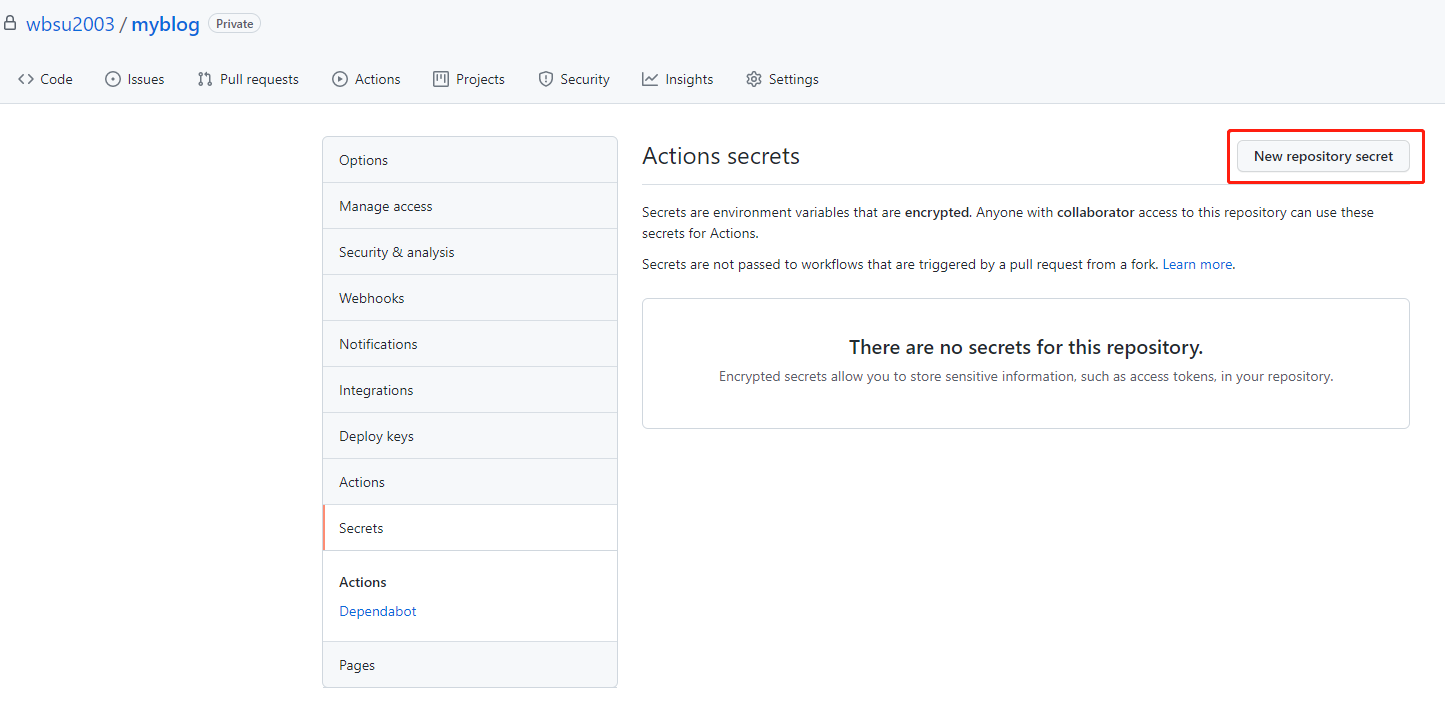 wbsu2003 / myblog Private
Code Issues Pull requests Actions Projects Security Insights Settings
Options
Manage access
Security & analysis
Webhooks
Notifications
Integrations
Deploy keys
Actions
Secrets
Actions
Dependabot
Pages
Actions secrets
New repository secret
Secrets are environment variables that are encrypted. Anyone with collaborator access to this repository can use these
secrets for Actions.
Secrets are not passed to workflows that are triggered by a pull request from a fork. Learn more.
There are no secrets for this repository.
Encrypted secrets allow you to store sensitive information, such as access tokens, in your repository.